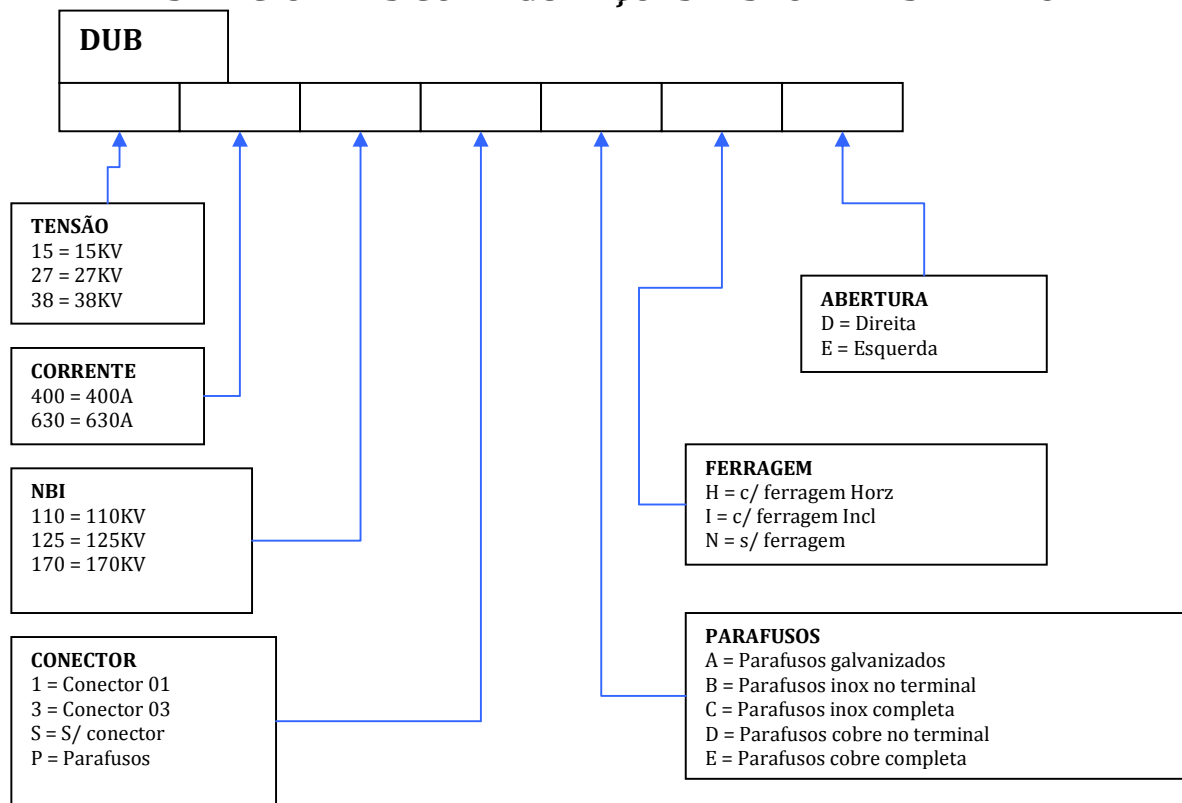 DUB
TENSÃO
15 = 15KV
27 = 27KV
38 = 38KV
CORRENTE
400 = 400A
630 = 630A
NBI
110 = 110KV
125 = 125KV
170 = 170KV
CONECTOR
1 = Conector 01
3 = Conector 03
S = S/ conector
P = Parafusos
ABERTURA
D = Direita
E = Esquerda
FERRAGEM
H = c/ ferragem Horz
I = c/ ferragem Incl
N = s/ ferragem
PARAFUSOS
A = Parafusos galvanizados
B = Parafusos inox no terminal
C = Parafusos inox completa
D = Parafusos cobre no terminal
E = Parafusos cobre completa